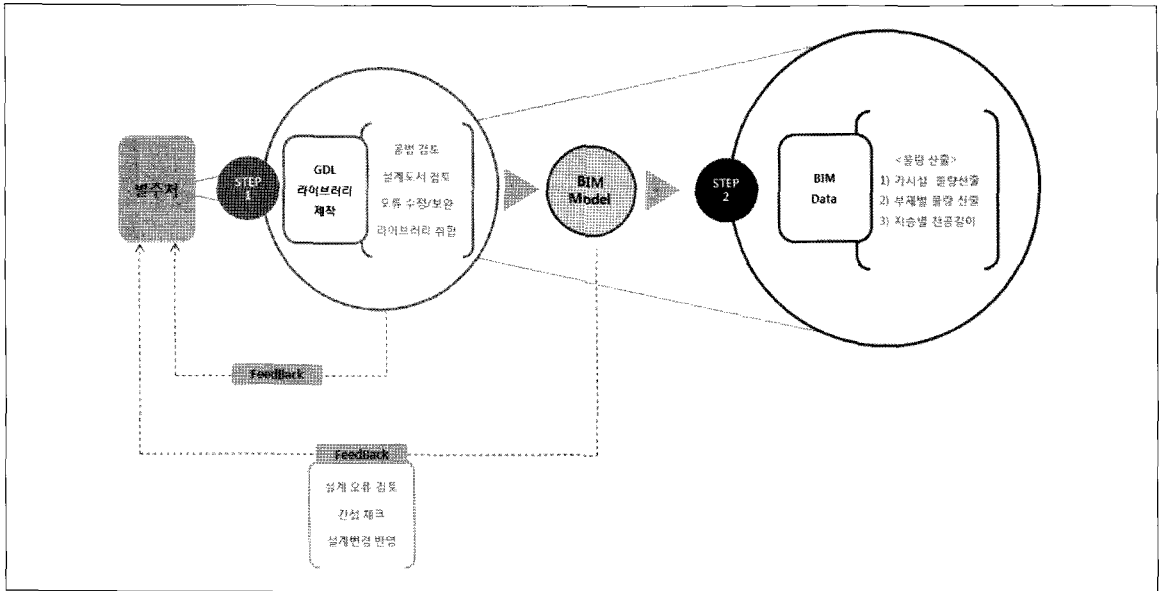 발주처
STEP
1
GDL
라이브러리
제작
공법 검토
설계도서 검토
오류 수정/보완
라이브러리 취합
BIM
Model
STEP
2
BIM
Data
<물량 산출>
1) 가시설 물량산출
2) 부재별 물량 산출
3) 지층별 천공길이
FeedBack
FeedBack
설계 오류 검토
간섭 체크
설계변경 반영